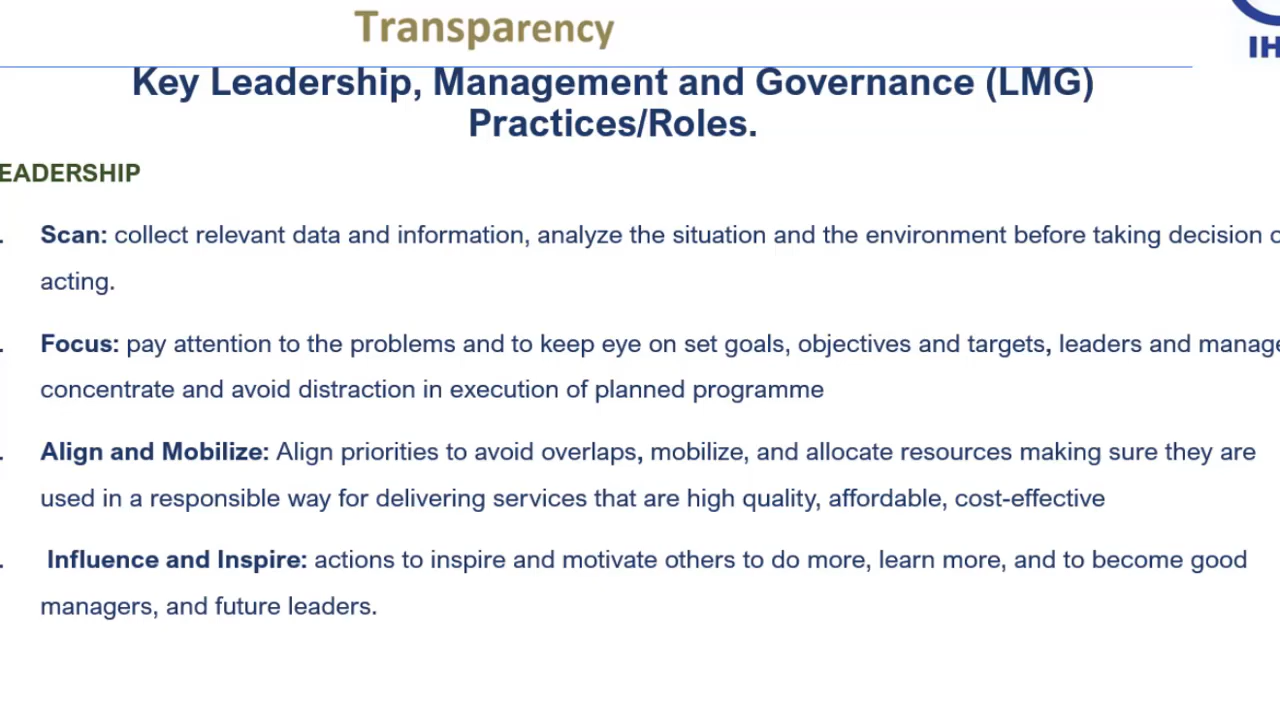 Transparency
IH
Key Leadership, Management and Governance (LMG)
Practices/Roles.
EADERSHIP
. Scan: collect relevant data and information, analyze the situation and the environment before taking decision o
acting.
. Focus: pay attention to the problems and to keep eye on set goals, objectives and targets, leaders and manage
concentrate and avoid distraction in execution of planned programme
. Align and Mobilize: Align priorities to avoid overlaps, mobilize, and allocate resources making sure they are
used in a responsible way for delivering services that are high quality, affordable, cost-effective
. Influence and Inspire: actions to inspire and motivate others to do more, learn more, and to become good
managers, and future leaders.